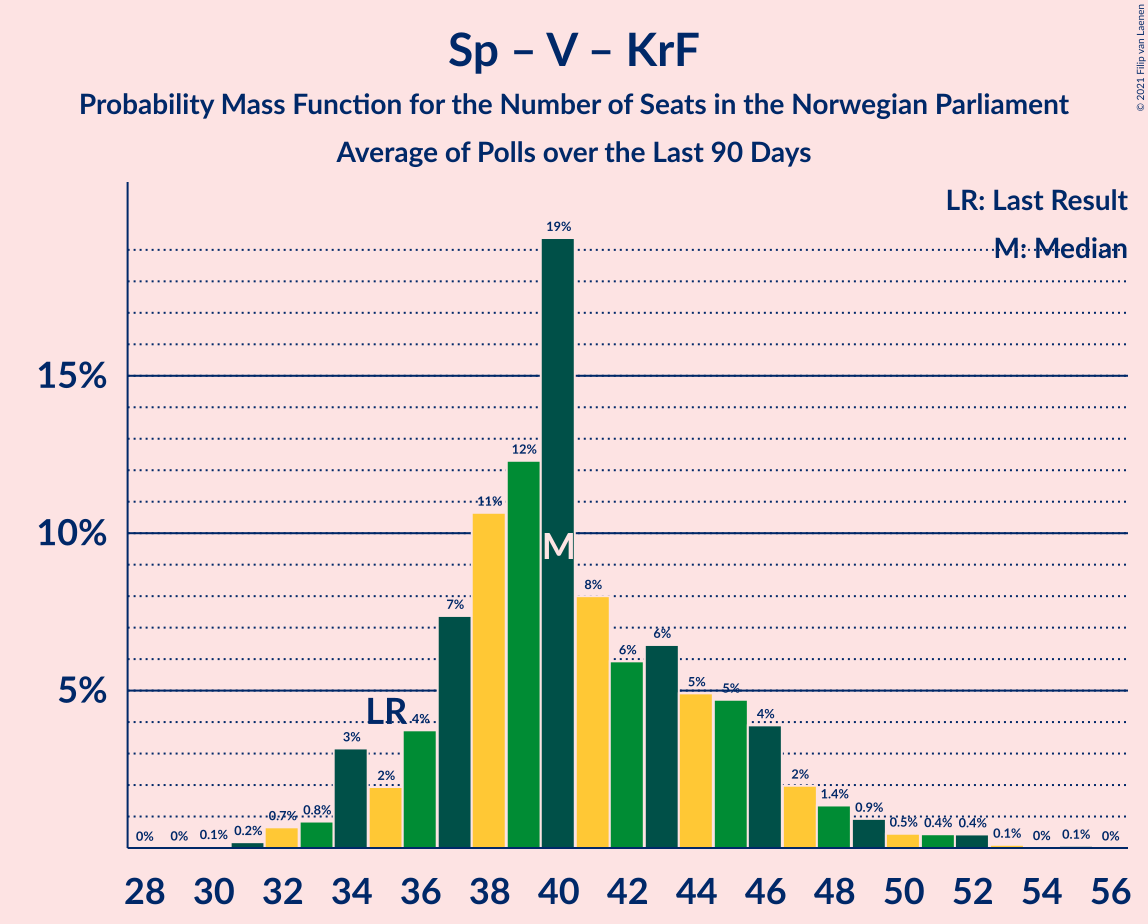 Sp – V – KrF
Probability Mass Function for the Number of Seats in the Norwegian Parliament
Average of Polls over the Last 90 Days
© 2021 Filip van Laenen
LR: Last Result
M: Median
15%
10%
5%
0% 0% 0.1% 0.2% 0.7% 0.8% 3% 2% 4% 7% 11% 12% 19% 8% 6% 6% 5% 5% 4% 2% 1.4% 0.9% 0.5% 0.4% 0.4% 0.1% 0% 0.1% 0%
LR
M
28 30 32 34 36 38 40 42 44 46 48 50 52 54 56